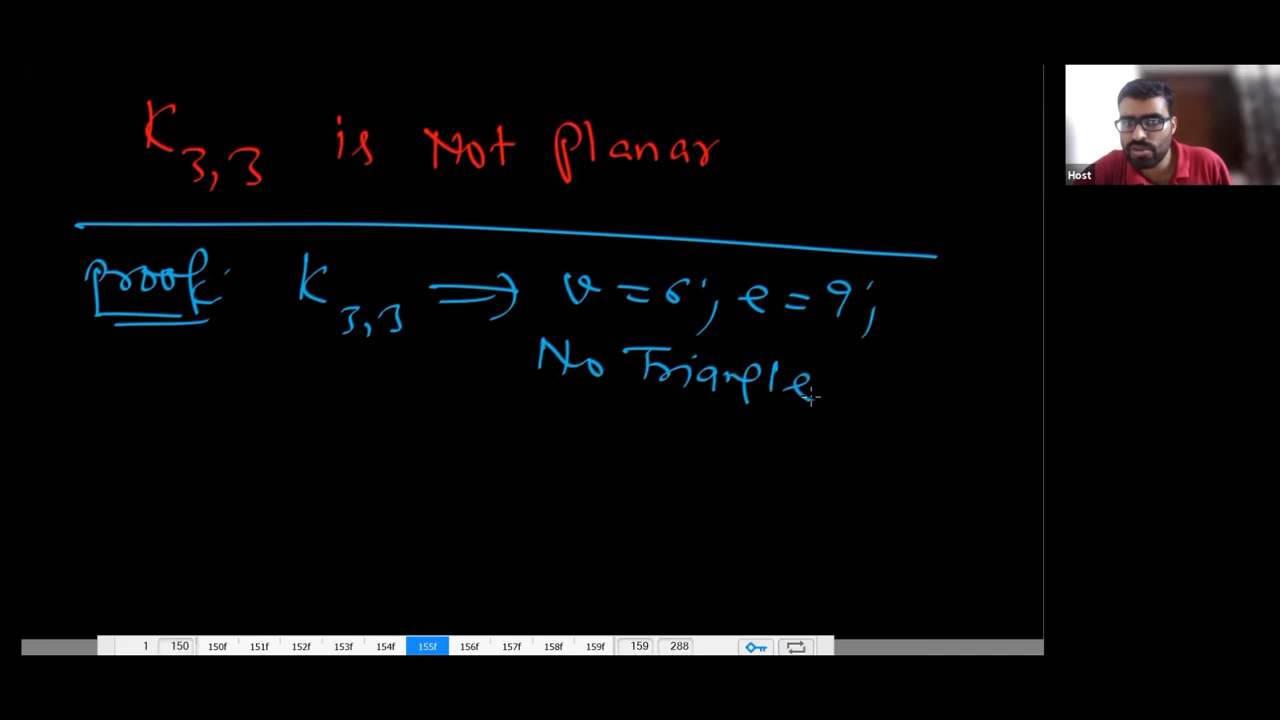 K3,3 is Not Planar
Host
Proof: K3,3 ⟹ v = 6; e = 9;
No Triangle
1 150 150f 151f 152f 153f 154f 155f 156f 157f 158f 159f 159 288